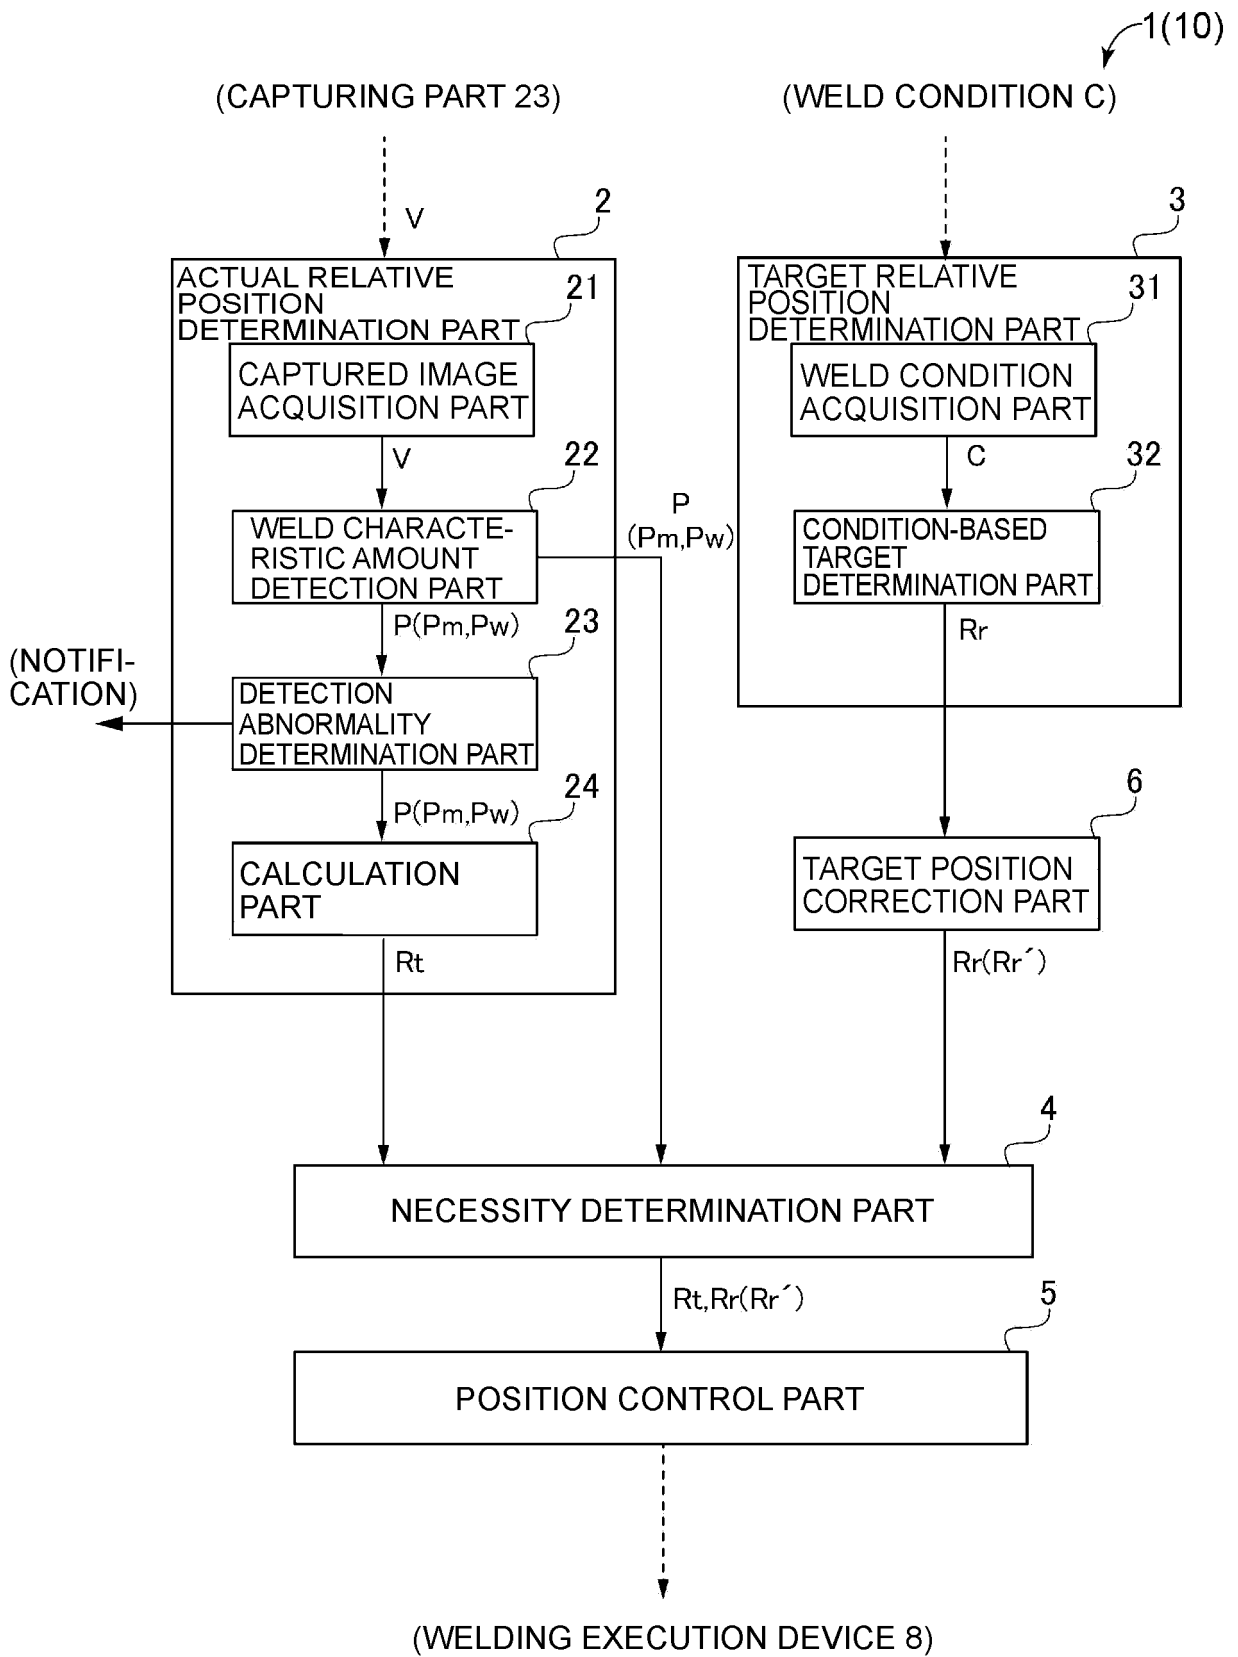 1(10)
(CAPTURING PART 23)
(WELD CONDITION C)
V
2
3
ACTUAL RELATIVE
POSITION
DETERMINATION PART
21
CAPTURED IMAGE
ACQUISITION PART
V
22
WELD CHARACTE-
RISTIC AMOUNT
DETECTION PART
P
(Pm,Pw)
P(Pm,Pw)
23
(NOTIFI-
CATION)
DETECTION
ABNORMALITY
DETERMINATION PART
P(Pm,Pw)
24
CALCULATION
PART
Rt
TARGET RELATIVE
POSITION
DETERMINATION PART
31
WELD CONDITION
ACQUISITION PART
C
32
CONDITION-BASED
TARGET
DETERMINATION PART
Rr
6
TARGET POSITION
CORRECTION PART
Rr(Rr´)
4
NECESSITY DETERMINATION PART
Rt,Rr(Rr´)
5
POSITION CONTROL PART
(WELDING EXECUTION DEVICE 8)